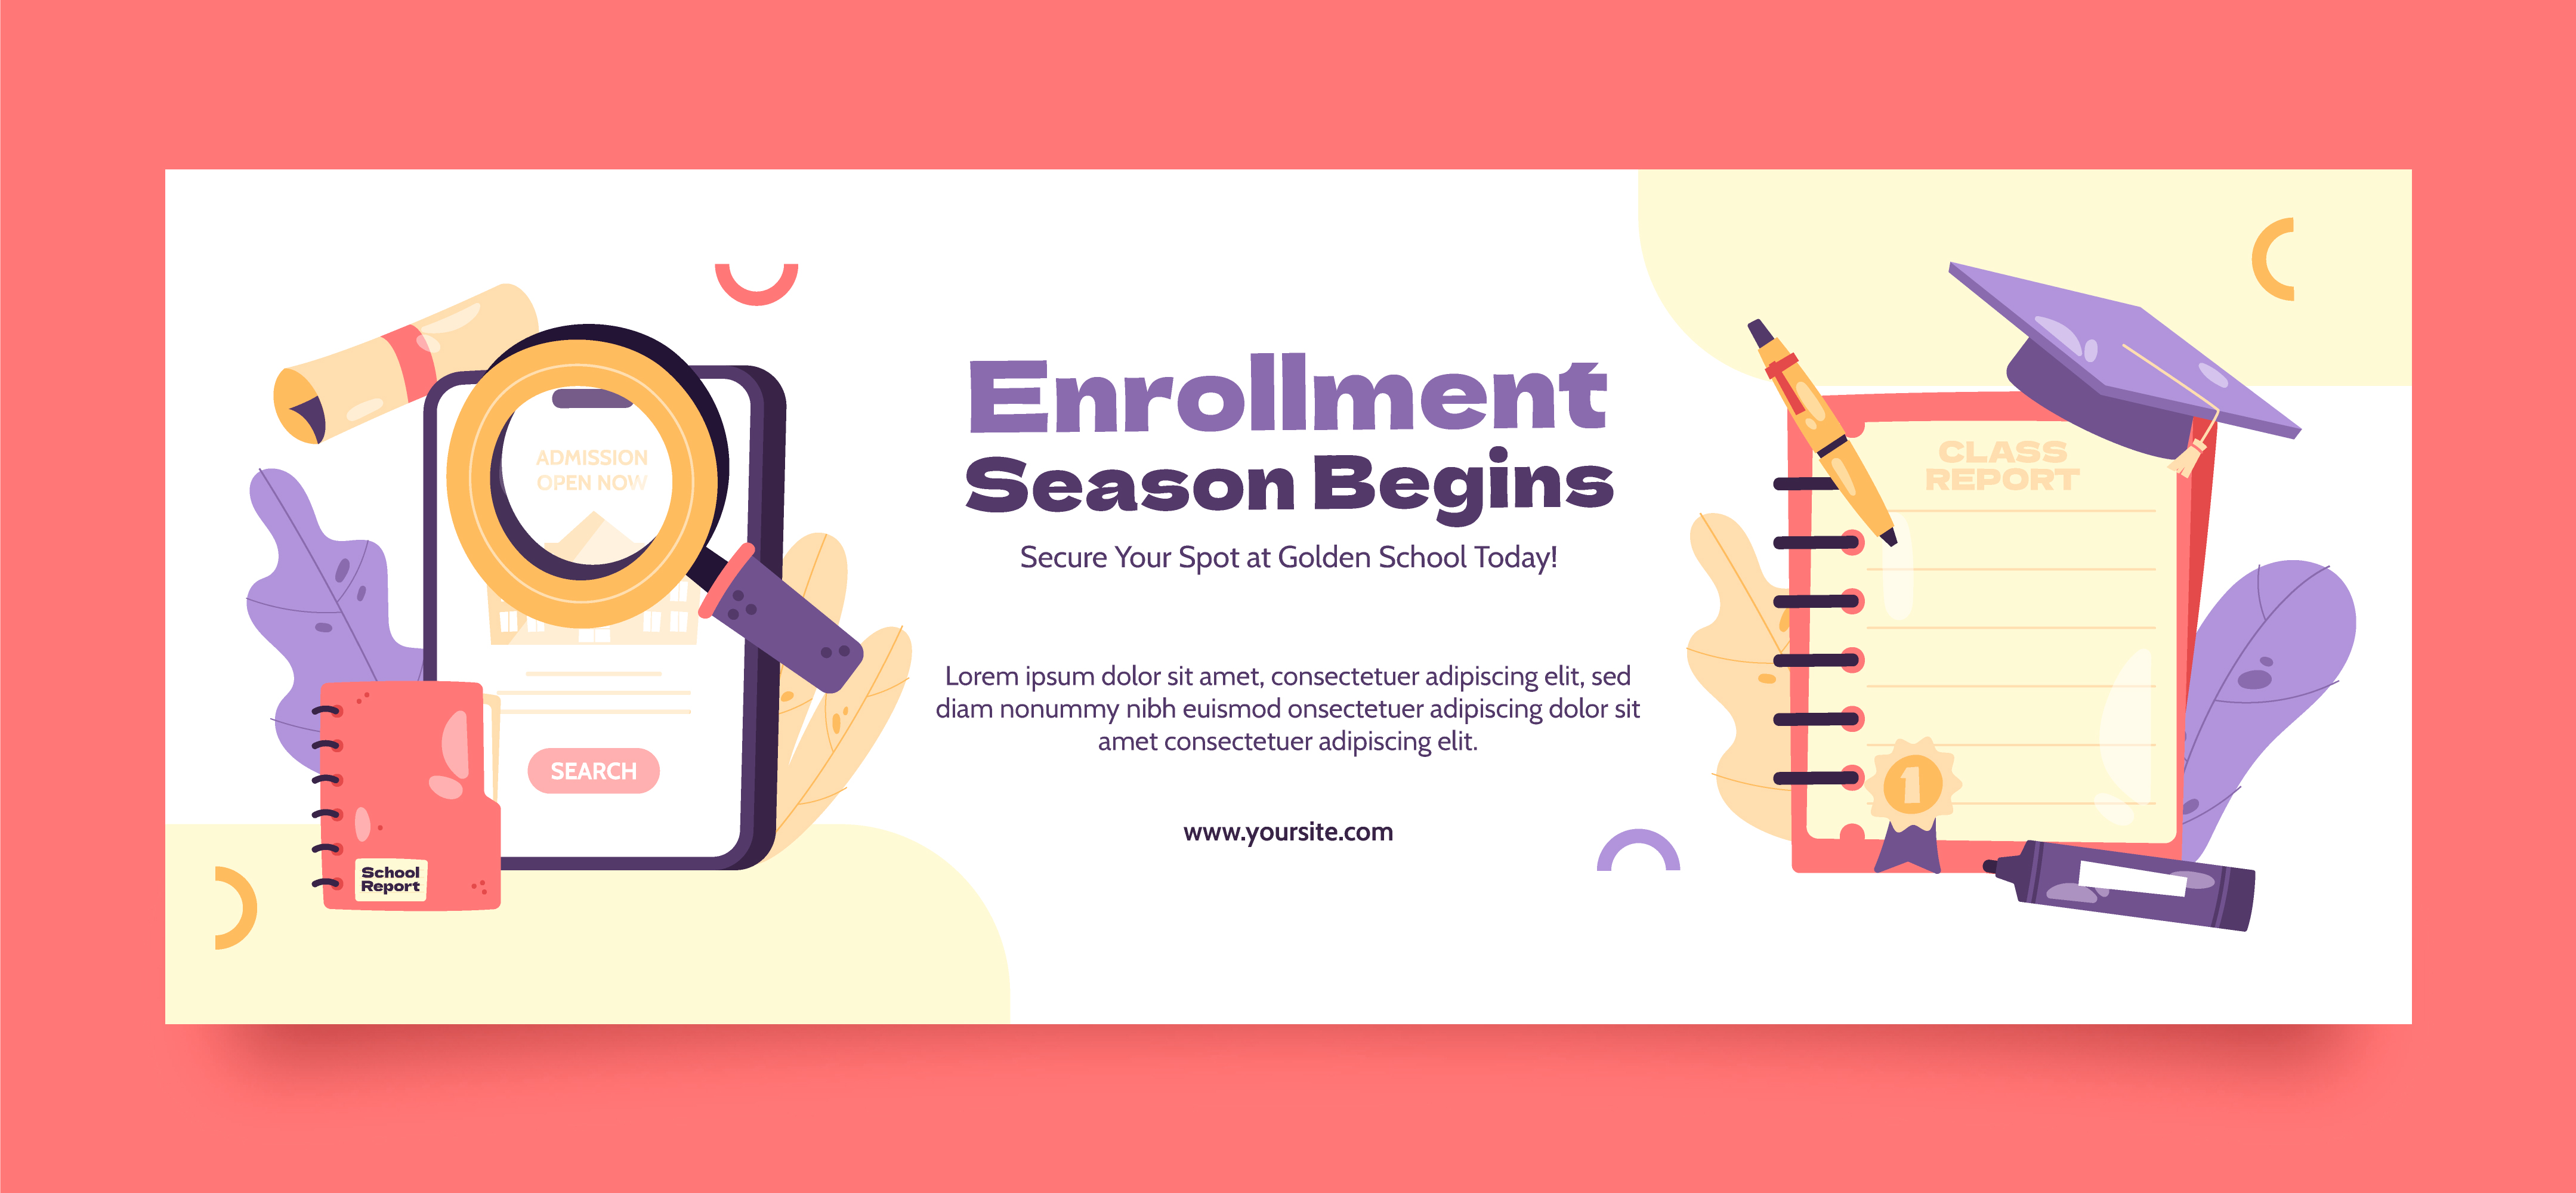 ADMISSION
OPEN NOW
SEARCH
School
Report
Enrollment
Season Begins
Secure Your Spot at Golden School Today!
Lorem ipsum dolor sit amet, consectetuer adipiscing elit, sed
diam nonummy nibh euismod onsectetuer adipiscing dolor sit
amet consectetuer adipiscing elit.
www.yoursite.com
CLASS
REPORT
1